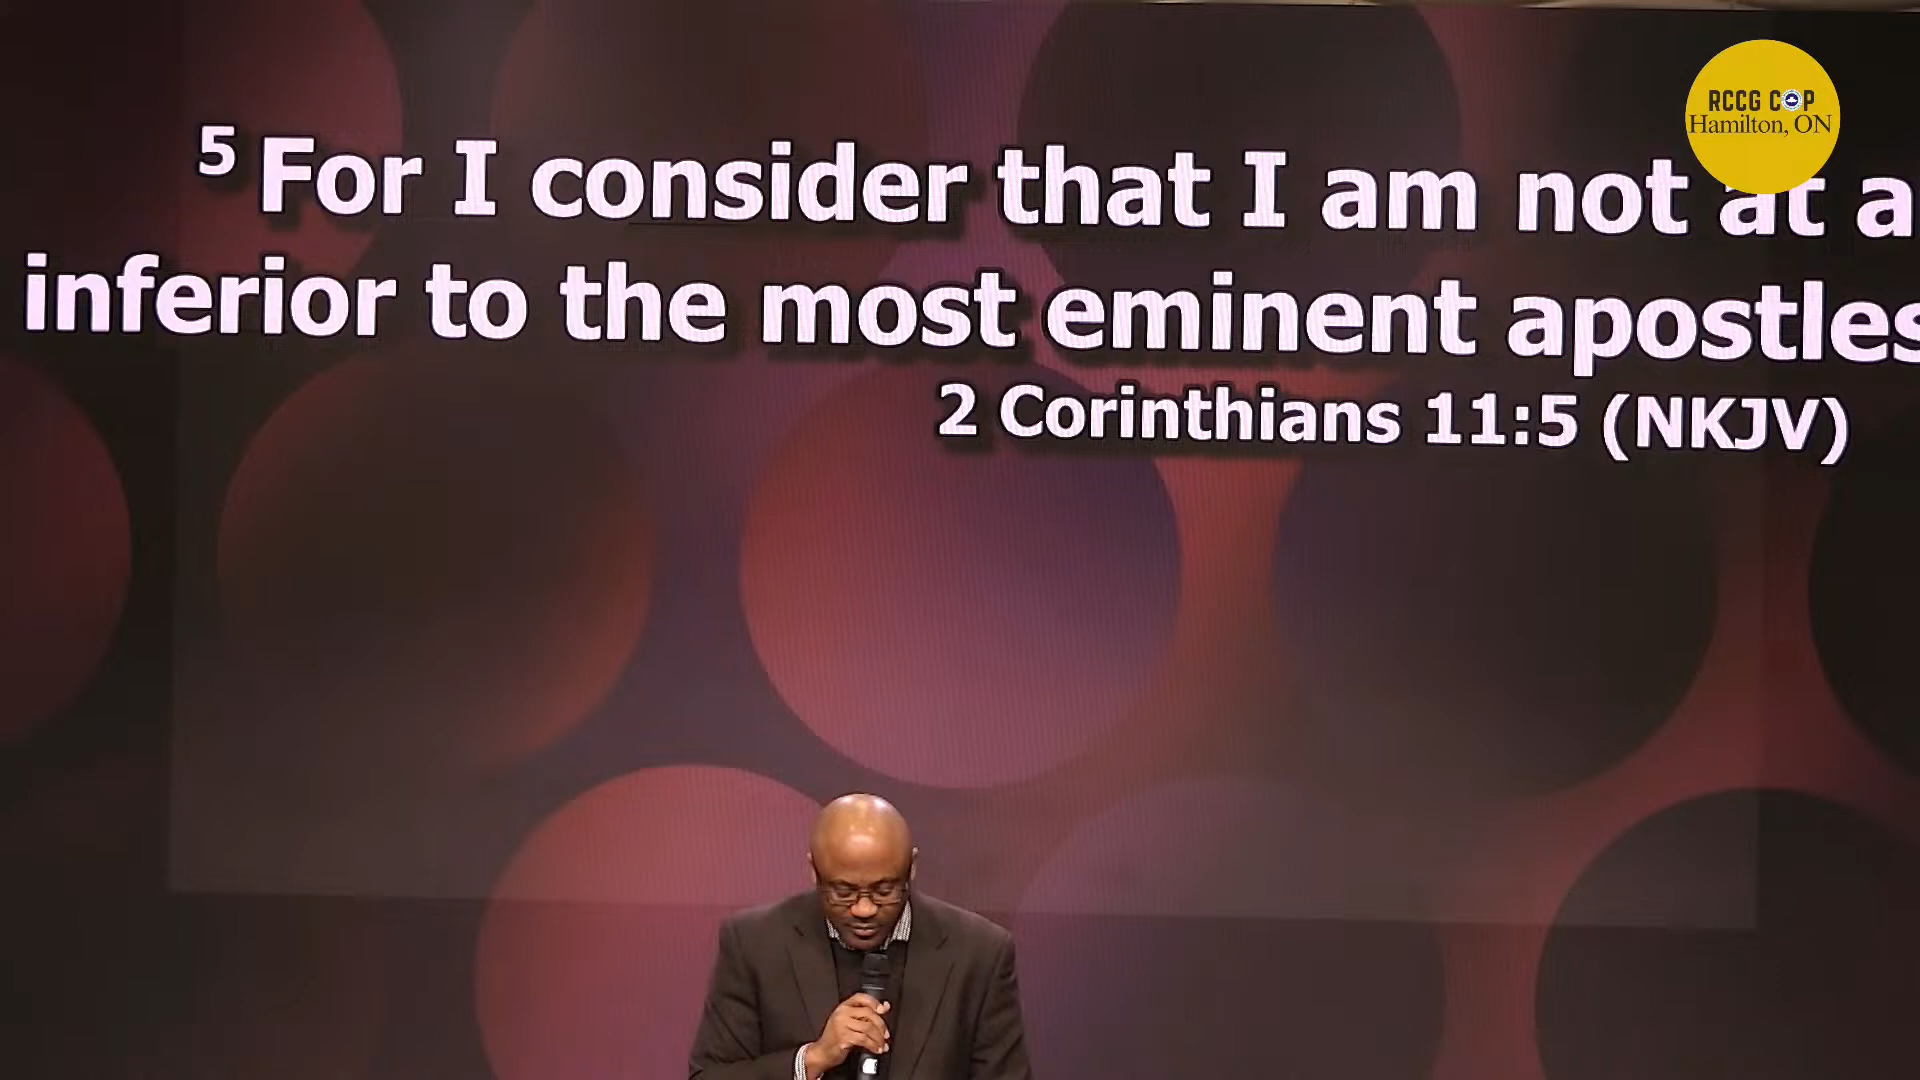 RCCG COP
Hamilton, ON
5 For I consider that I am not at a
inferior to the most eminent apostles
2 Corinthians 11:5 (NKJV)